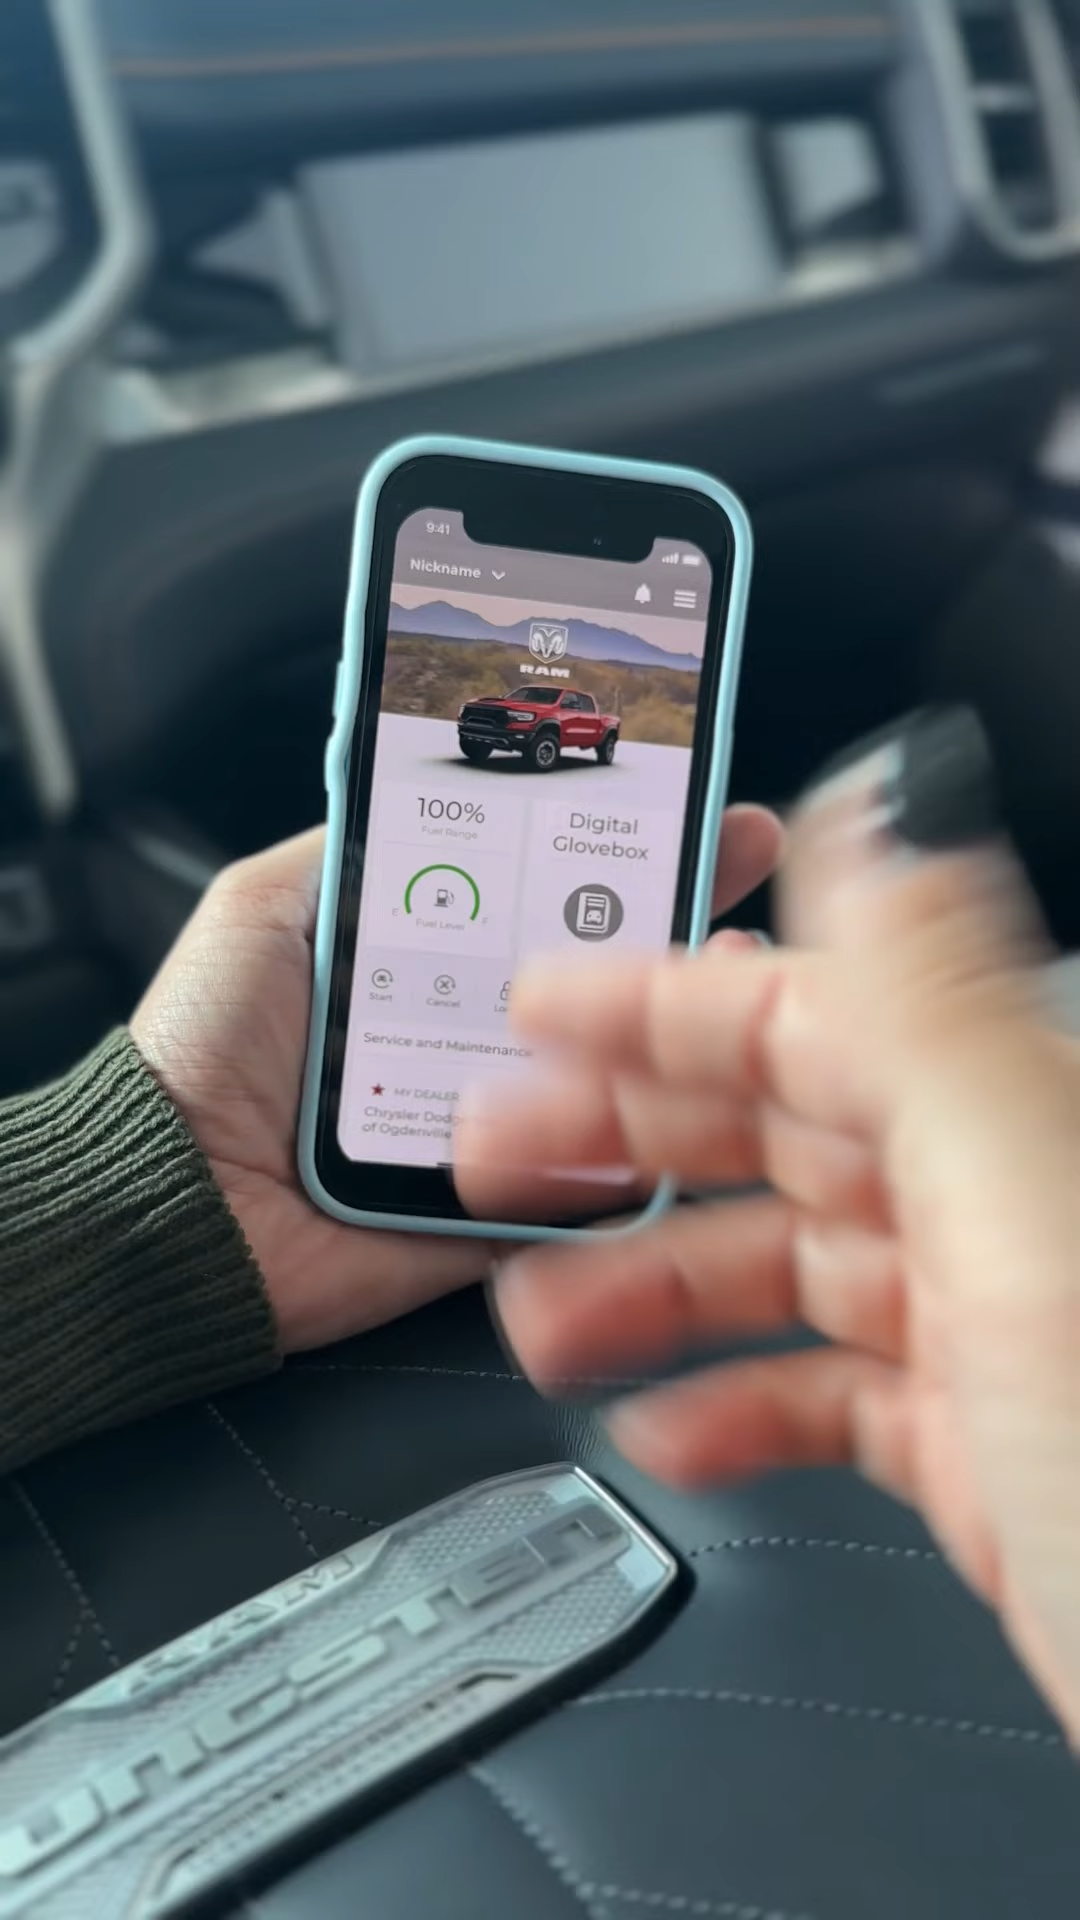 9:41
Nickname
RAM
100%
Fuel Range
Digital
Glovebox
E
F
Fuel Level
Start
Cancel
Service and Maintenance
MY DEALER
Chrysler
of Ogdenville
RAM